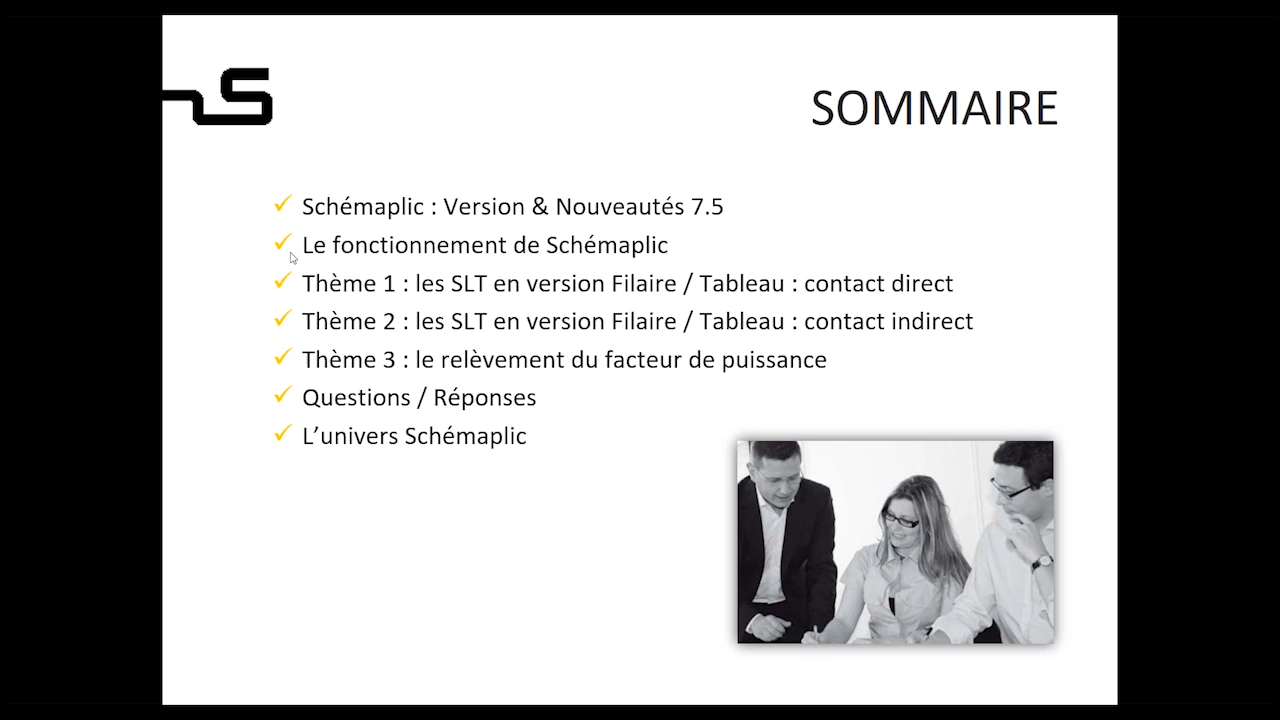 SOMMAIRE
Schémaplic : Version & Nouveautés 7.5
Le fonctionnement de Schémaplic
Thème 1 : les SLT en version Filaire / Tableau : contact direct
Thème 2 : les SLT en version Filaire / Tableau : contact indirect
Thème 3 : le relèvement du facteur de puissance
Questions / Réponses
L’univers Schémaplic